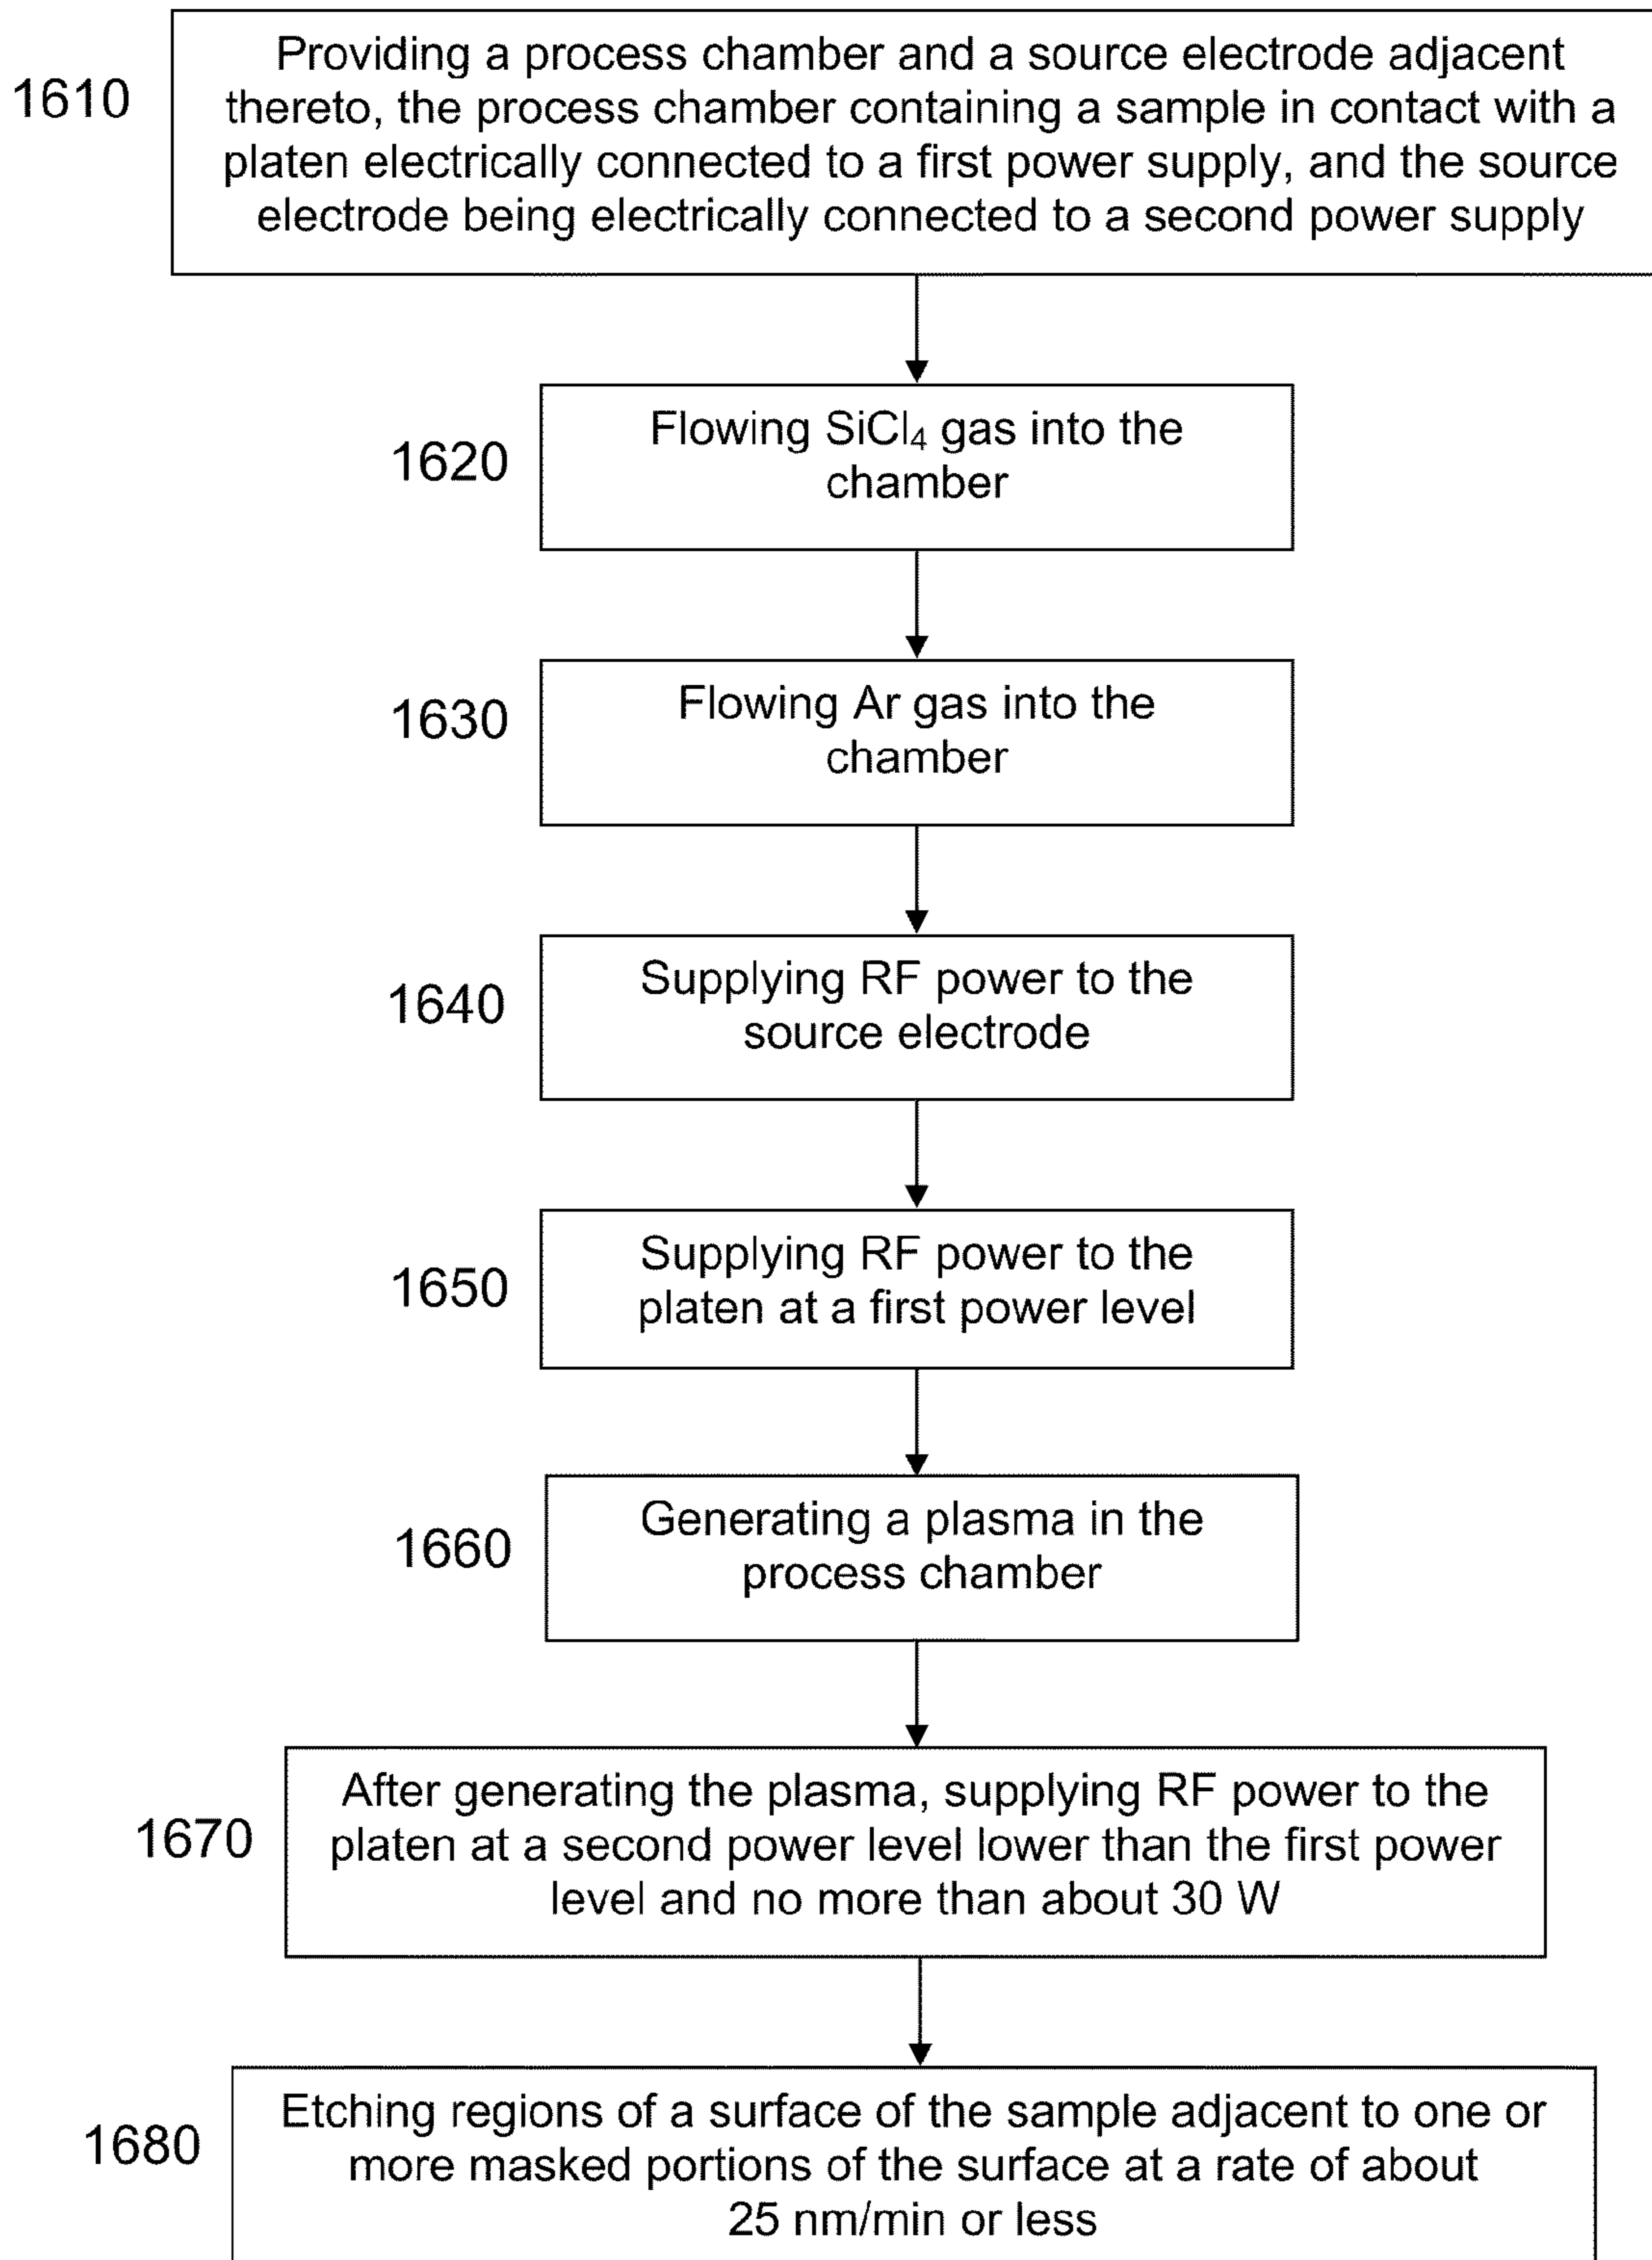 1610
Providing a process chamber and a source electrode adjacent
thereto, the process chamber containing a sample in contact with a
platen electrically connected to a first power supply, and the source
electrode being electrically connected to a second power supply
1620
Flowing SiCl₄ gas into the
chamber
1630
Flowing Ar gas into the
chamber
1640
Supplying RF power to the
source electrode
1650
Supplying RF power to the
platen at a first power level
1660
Generating a plasma in the
process chamber
1670
After generating the plasma, supplying RF power to the
platen at a second power level lower than the first power
level and no more than about 30 W
1680
Etching regions of a surface of the sample adjacent to one or
more masked portions of the surface at a rate of about
25 nm/min or less